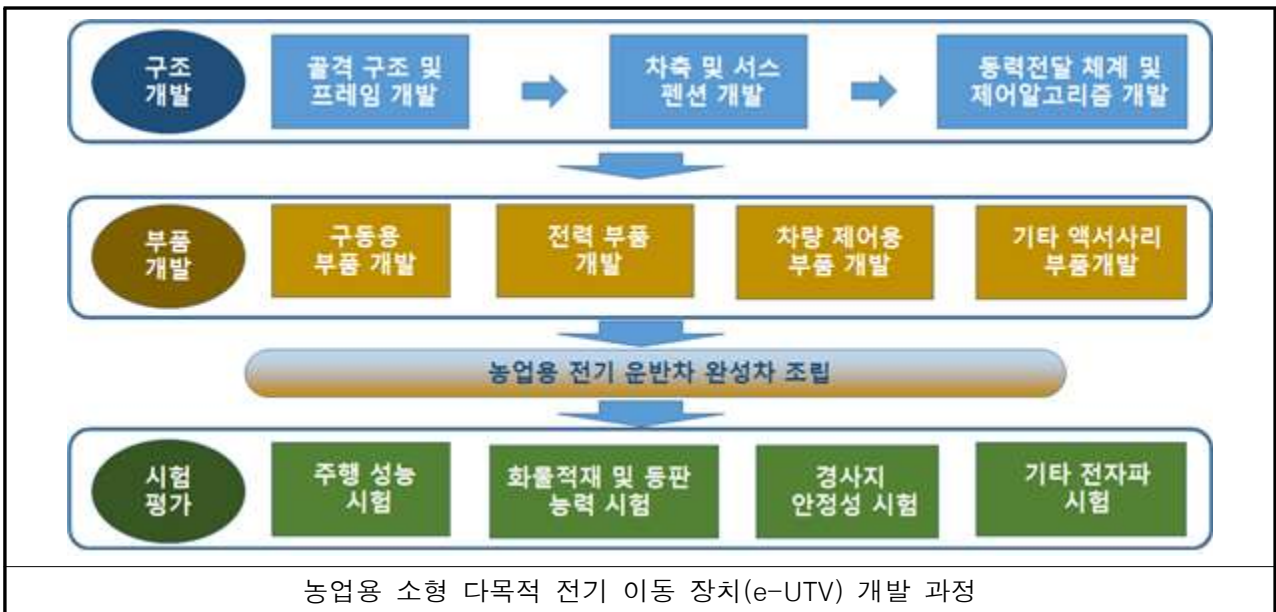 구조
개발
골격 구조 및
프레임 개발
차축 및 서스
펜션 개발
동력전달 체계 및
제어알고리즘 개발
부품
개발
구동용
부품 개발
전력 부품
개발
차량 제어용
부품 개발
기타 액서사리
부품개발
농업용 전기 운반차 완성차 조립
시험
평가
주행 성능
시험
화물적재 및 등판
능력 시험
경사지
안정성 시험
기타 전자파
시험
농업용 소형 다목적 전기 이동 장치(e-UTV) 개발 과정